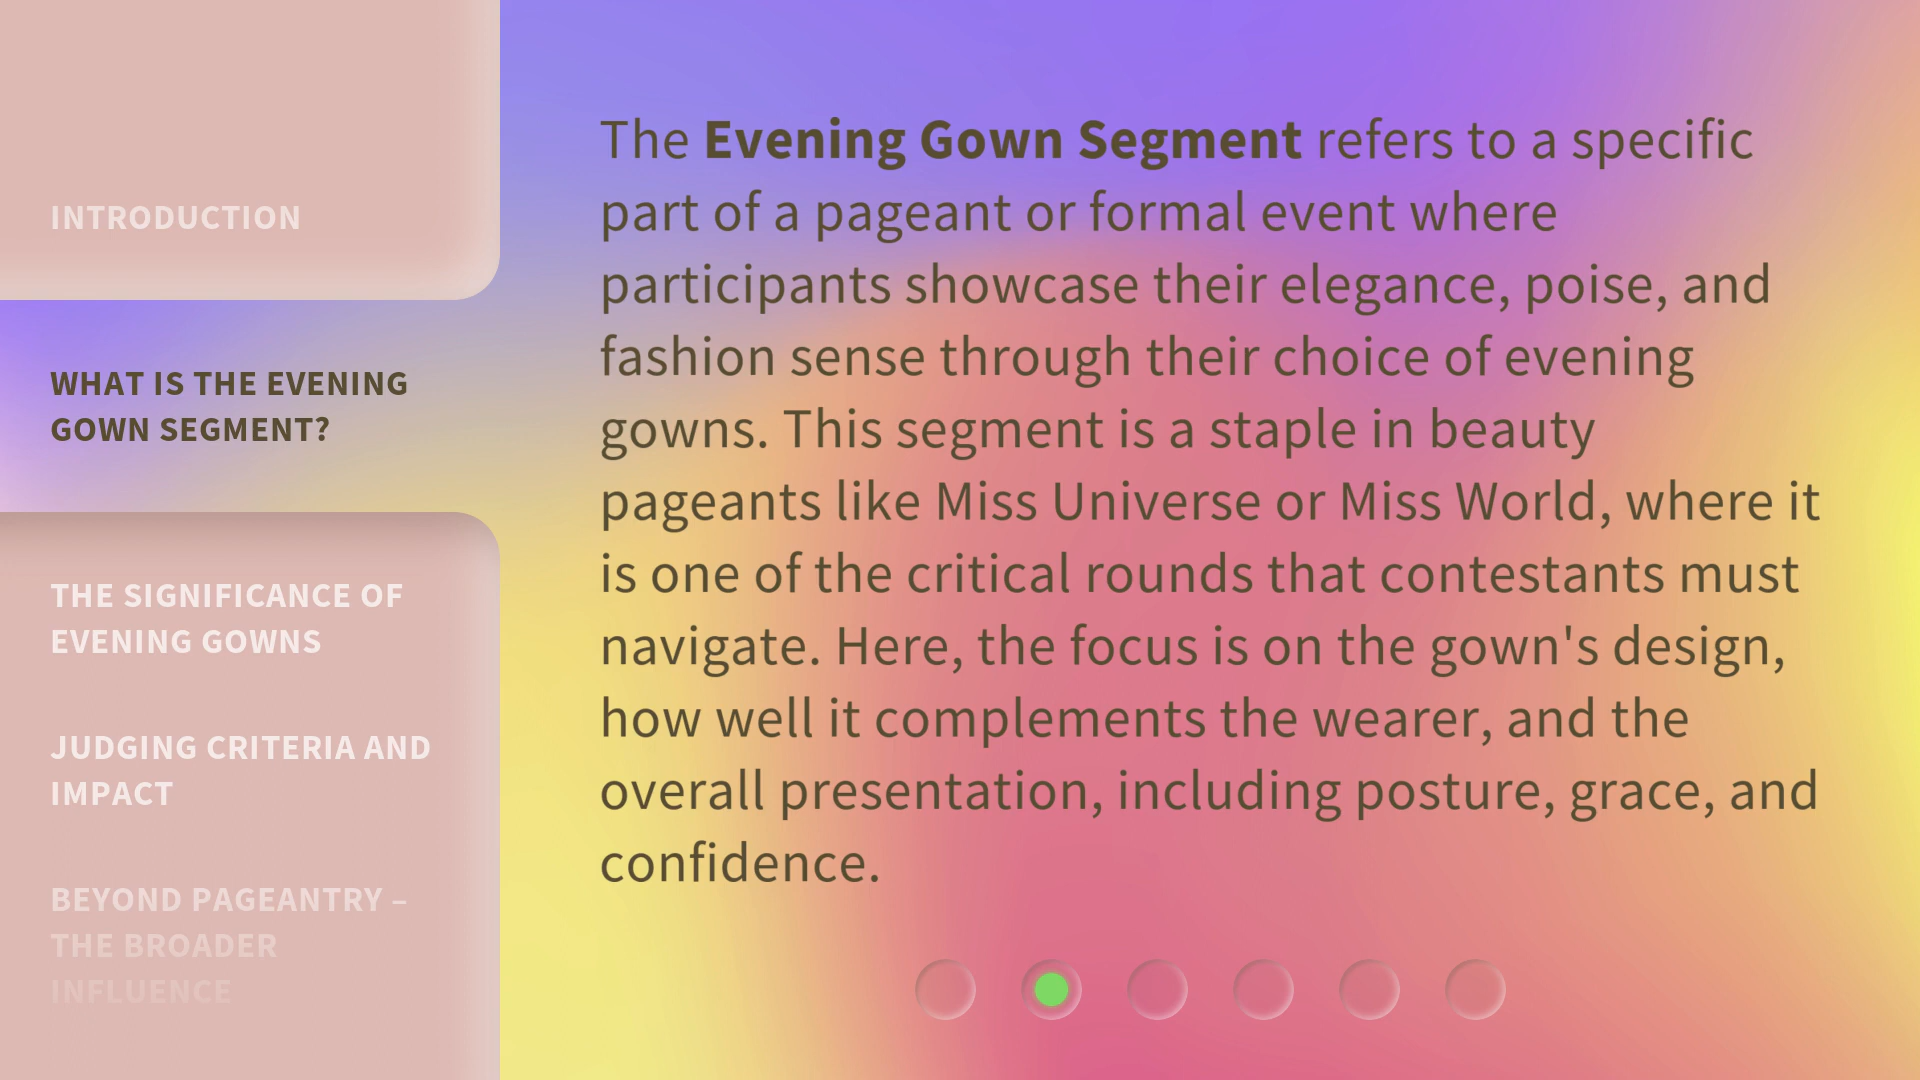 INTRODUCTION
WHAT IS THE EVENING
GOWN SEGMENT?
THE SIGNIFICANCE OF
EVENING GOWNS
JUDGING CRITERIA AND
IMPACT
BEYOND PAGEANTRY –
THE BROADER
INFLUENCE
The Evening Gown Segment refers to a specific
part of a pageant or formal event where
participants showcase their elegance, poise, and
fashion sense through their choice of evening
gowns. This segment is a staple in beauty
pageants like Miss Universe or Miss World, where it
is one of the critical rounds that contestants must
navigate. Here, the focus is on the gown's design,
how well it complements the wearer, and the
overall presentation, including posture, grace, and
confidence.